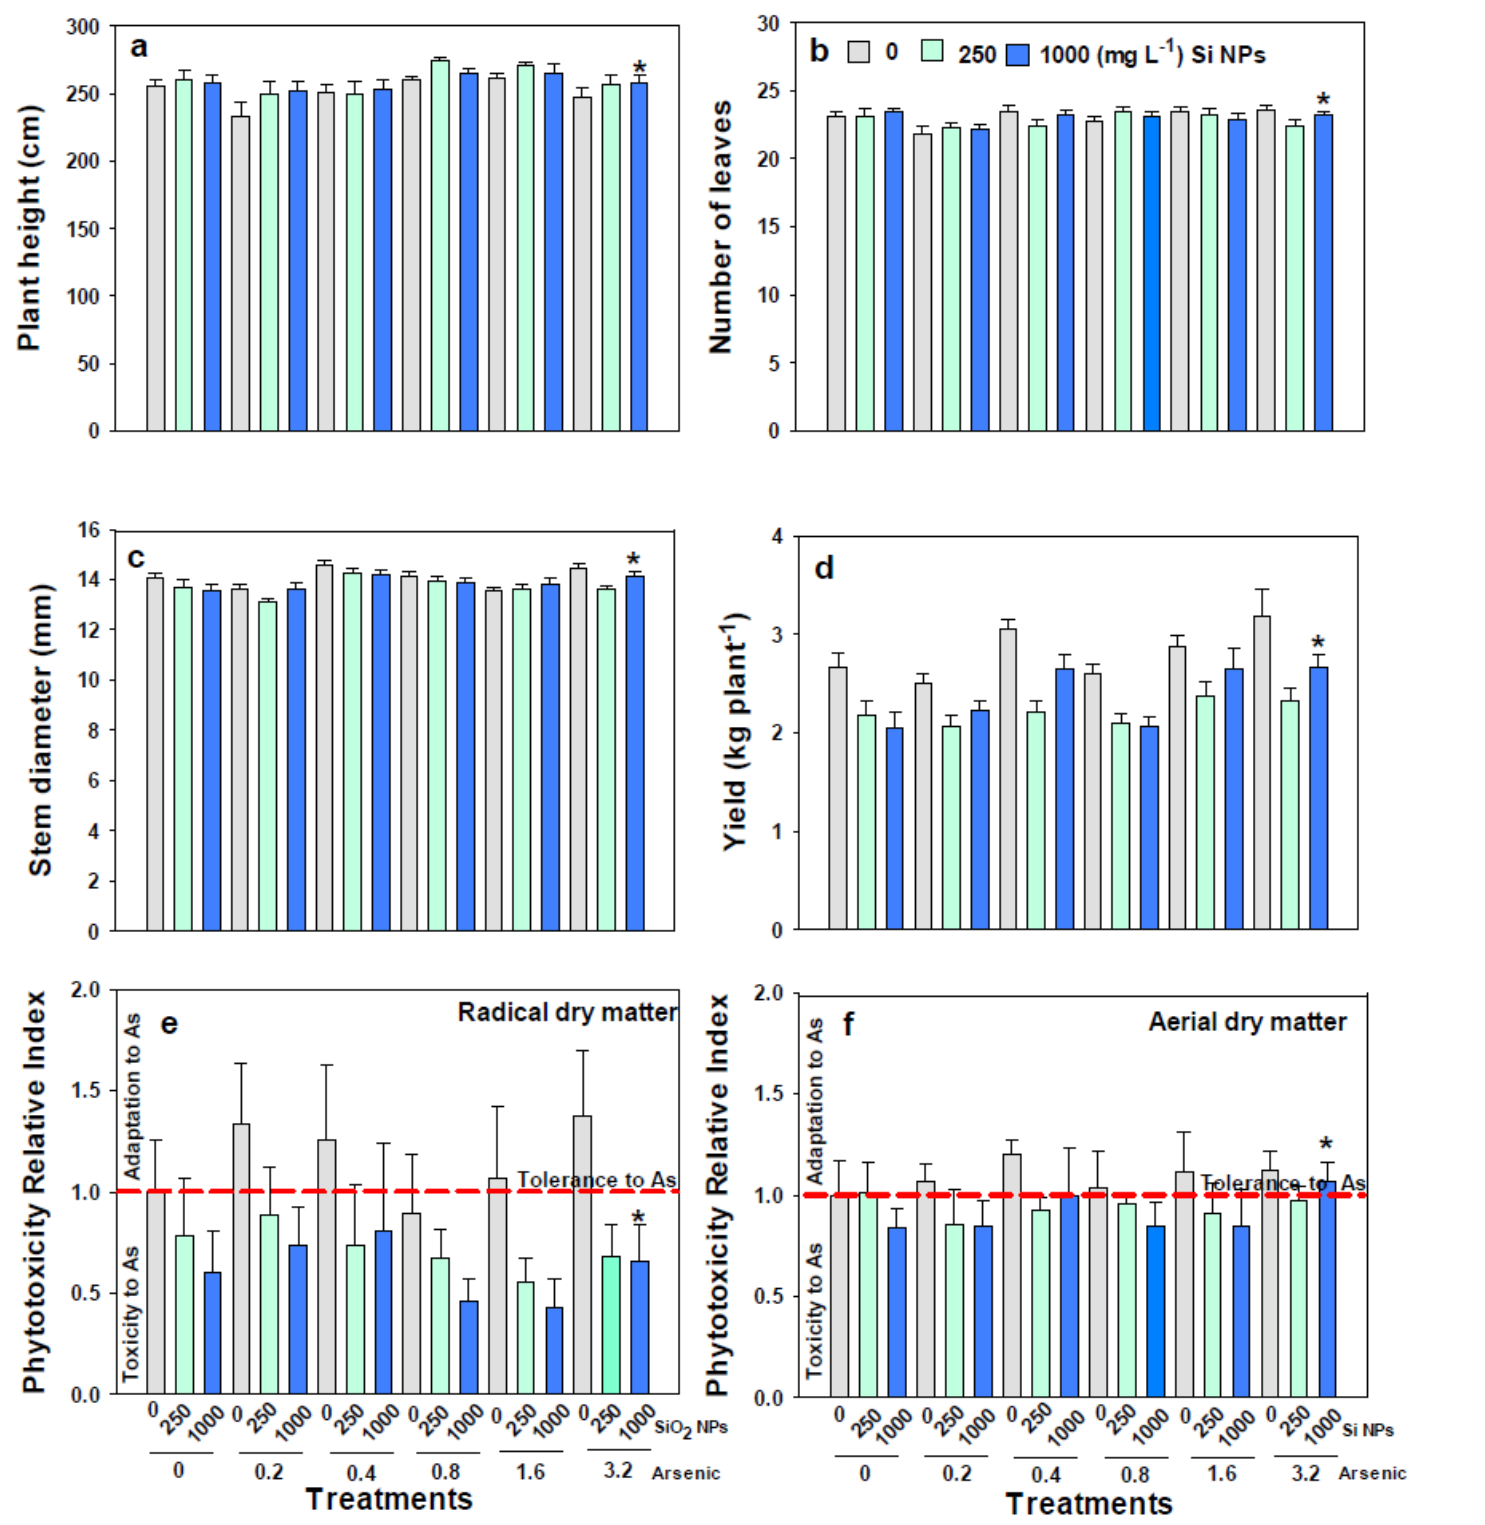 a
300
250
200
150
100
50
0
Plant height (cm)
*
b
0
250
1000 (mg L⁻¹) Si NPs
30
25
20
15
10
5
0
Number of leaves
*
c
16
14
12
10
8
6
4
2
0
Stem diameter (mm)
*
d
4
3
2
1
0
Yield (kg plant⁻¹)
*
e
Radical dry matter
2.0
1.5
1.0
0.5
0.0
Phytotoxicity Relative Index
Adaptation to As
Toxicity to As
Tolerance to As
*
0 250 1000 0 250 1000 0 250 1000 0 250 1000 0 250 1000 0 250 1000 SiO₂ NPs
0 0.2 0.4 0.8 1.6 3.2 Arsenic
Treatments
f
Aerial dry matter
2.0
1.5
1.0
0.5
0.0
Phytotoxicity Relative Index
Adaptation to As
Toxicity to As
Tolerance to As
*
0 250 1000 0 250 1000 0 250 1000 0 250 1000 0 250 1000 0 250 1000 Si NPs
0 0.2 0.4 0.8 1.6 3.2 Arsenic
Treatments